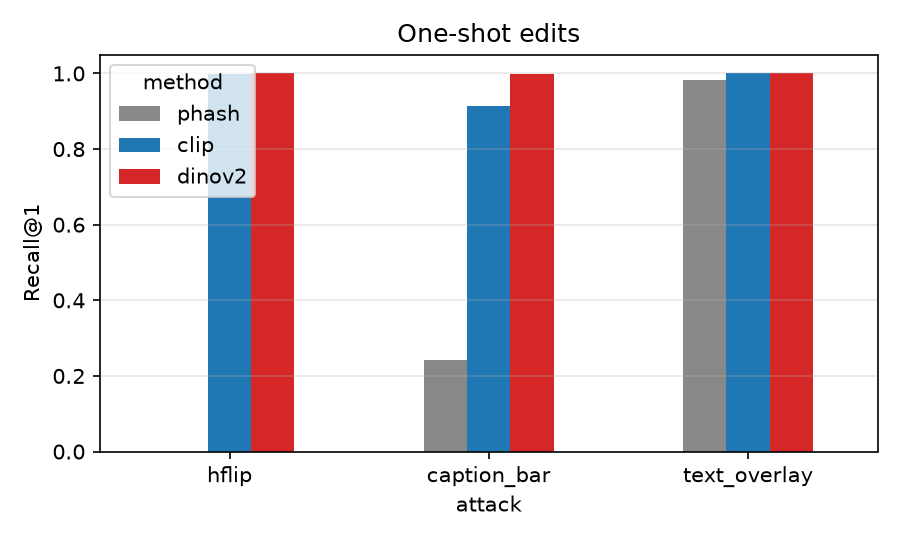 One-shot edits
method
phash
clip
dinov2
1.0
0.8
0.6
0.4
0.2
0.0
Recall@1
hflip
caption_bar
text_overlay
attack